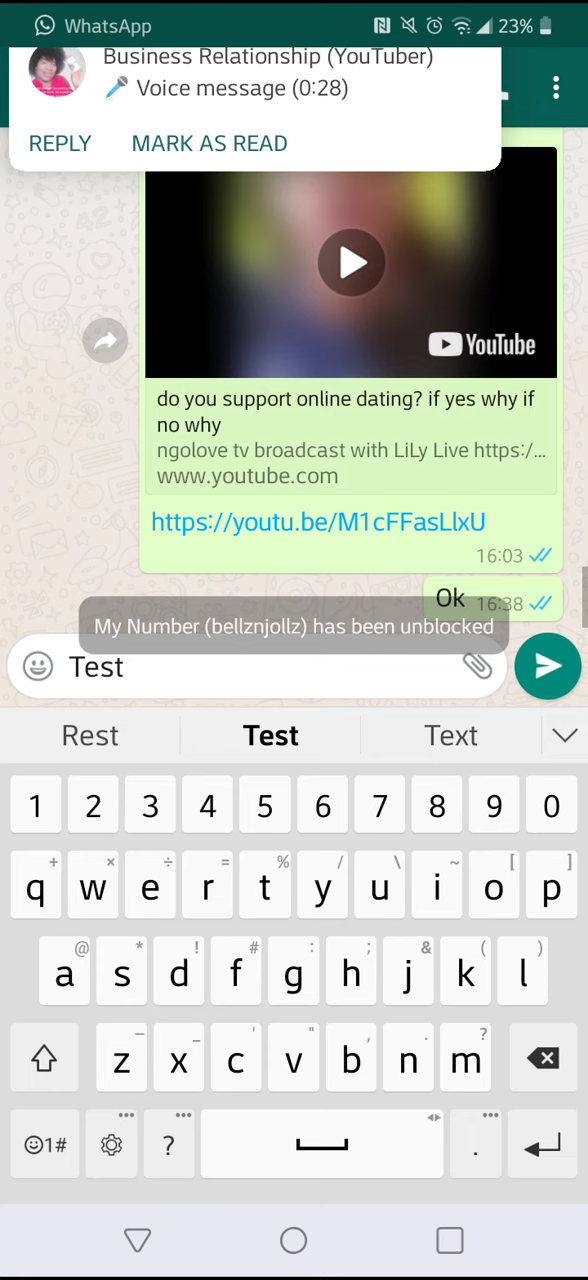 WhatsApp
23%
Business Relationship (YouTuber)
🎤 Voice message (0:28)
REPLY MARK AS READ
YouTube
do you support online dating? if yes why if
no why
ngolove tv broadcast with LiLy Live https:/...
www.youtube.com
https://youtu.be/M1cFFasLlxU
16:03
Ok 16:38
My Number (bellznjollz) has been unblocked
Test
Rest Test Text
1 2 3 4 5 6 7 8 9 0
+ × ÷ = % / \ ~ [ ]
q w e r t y u i o p
@ * ! # : ; & ( )
a s d f g h j k l
– _ ' " , . ?
z x c v b n m
☺1# ? .